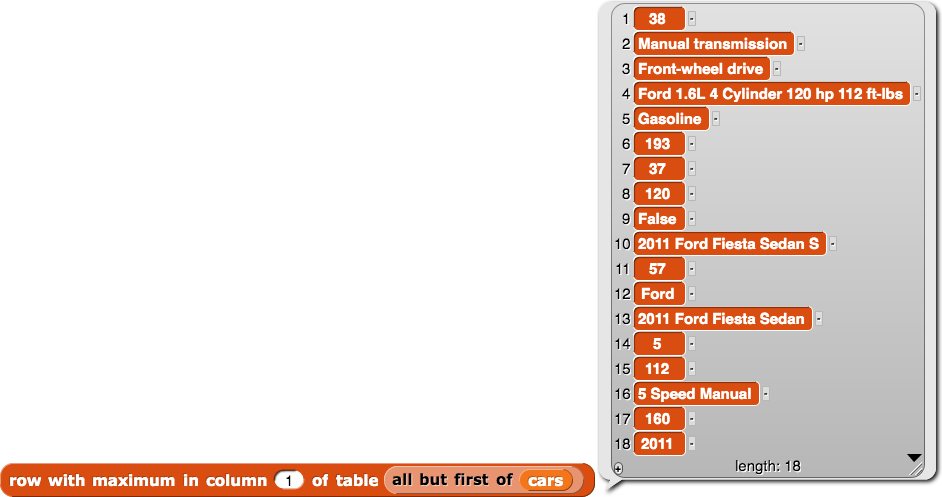 1 38
2 Manual transmission
3 Front-wheel drive
4 Ford 1.6L 4 Cylinder 120 hp 112 ft-lbs
5 Gasoline
6 193
7 37
8 120
9 False
10 2011 Ford Fiesta Sedan S
11 57
12 Ford
13 2011 Ford Fiesta Sedan
14 5
15 112
16 5 Speed Manual
17 160
18 2011
length: 18
row with maximum in column 1 of table all but first of cars